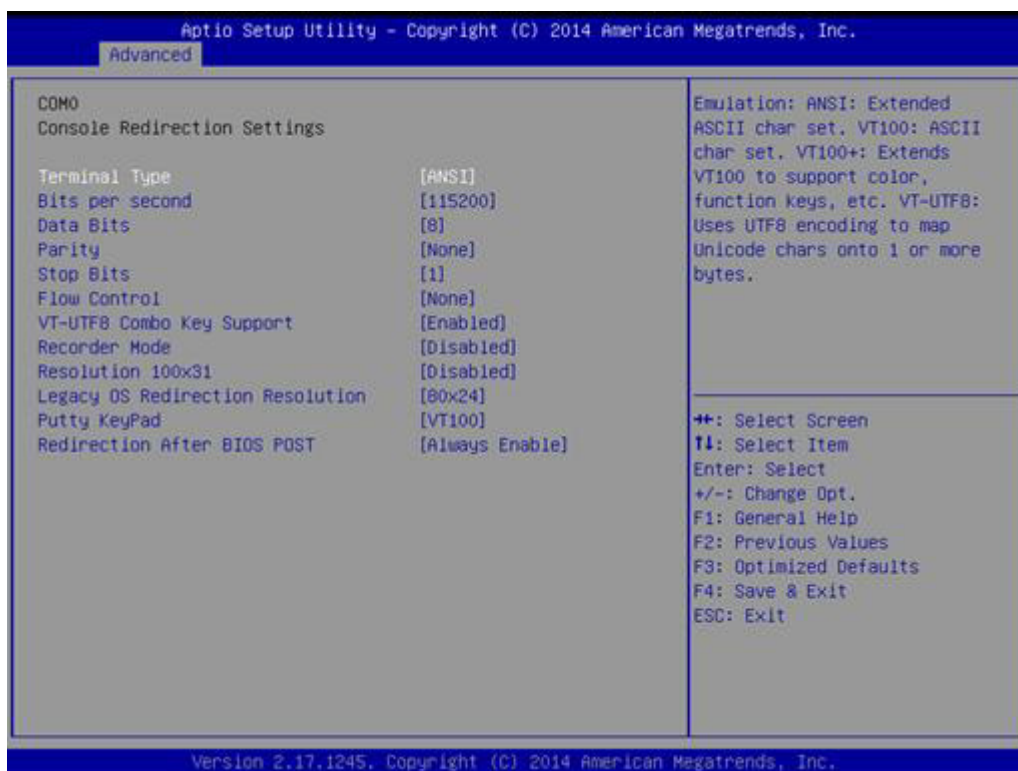 Aptio Setup Utility – Copyright (C) 2014 American Megatrends, Inc.
Advanced
COM0
Console Redirection Settings
Terminal Type [ANSI]
Bits per second [115200]
Data Bits [8]
Parity [None]
Stop Bits [1]
Flow Control [None]
VT-UTF8 Combo Key Support [Enabled]
Recorder Mode [Disabled]
Resolution 100x31 [Disabled]
Legacy OS Redirection Resolution [80x24]
Putty KeyPad [VT100]
Redirection After BIOS POST [Always Enable]
Emulation: ANSI: Extended
ASCII char set. VT100: ASCII
char set. VT100+: Extends
VT100 to support color,
function keys, etc. VT-UTF8:
Uses UTF8 encoding to map
Unicode chars onto 1 or more
bytes.
→←: Select Screen
↑↓: Select Item
Enter: Select
+/-: Change Opt.
F1: General Help
F2: Previous Values
F3: Optimized Defaults
F4: Save & Exit
ESC: Exit
Version 2.17.1245. Copyright (C) 2014 American Megatrends, Inc.